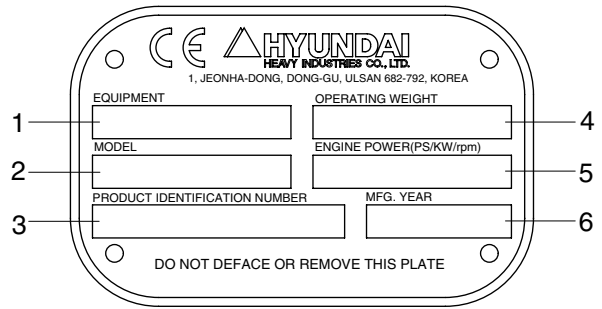 CE HYUNDAI
HEAVY INDUSTRIES CO., LTD.
1, JEONHA-DONG, DONG-GU, ULSAN 682-792, KOREA
EQUIPMENT OPERATING WEIGHT
1 4
MODEL ENGINE POWER(PS/KW/rpm)
2 5
PRODUCT IDENTIFICATION NUMBER MFG. YEAR
3 6
DO NOT DEFACE OR REMOVE THIS PLATE